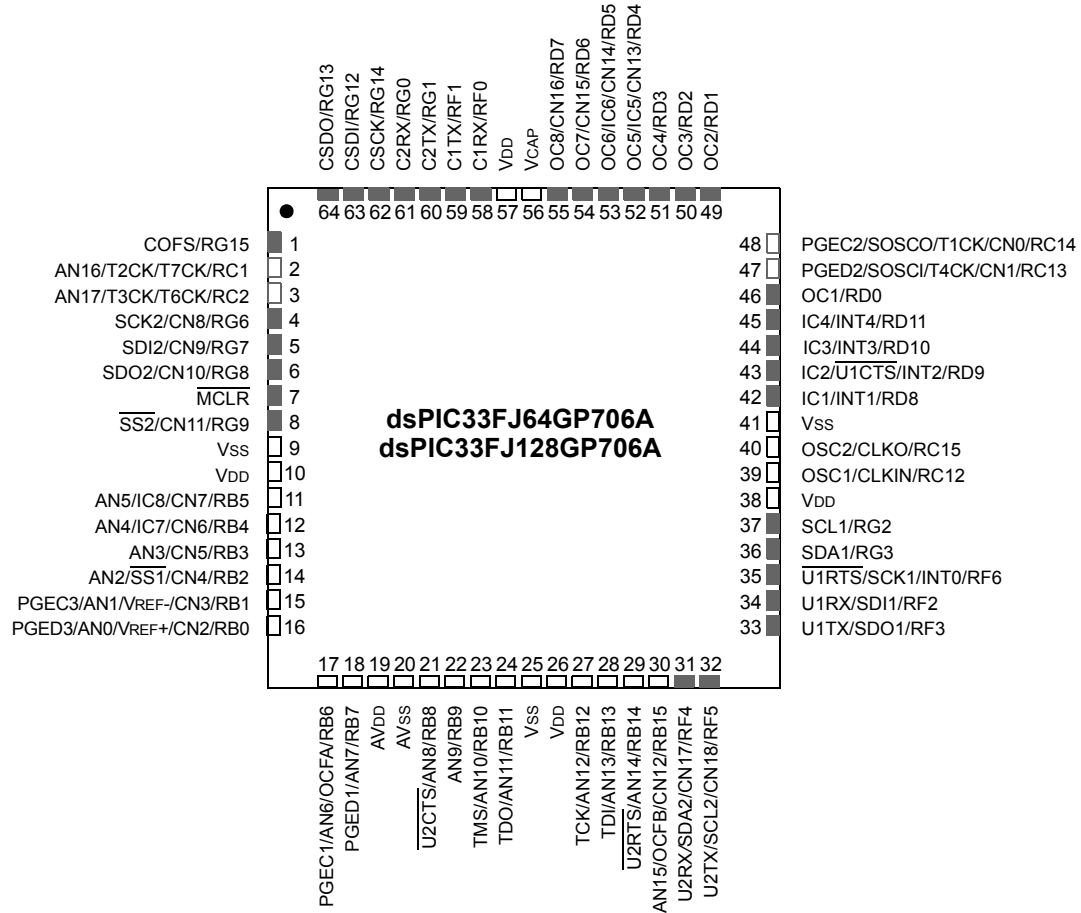 CSDO/RG13
CSDI/RG12
CSCK/RG14
C2RX/RG0
C2TX/RG1
C1TX/RF1
C1RX/RF0
VDD
VCAP
OC8/CN16/RD7
OC7/CN15/RD6
OC6/IC6/CN14/RD5
OC5/IC5/CN13/RD4
OC4/RD3
OC3/RD2
OC2/RD1
64 63 62 61 60 59 58 57 56 55 54 53 52 51 50 49
COFS/RG15 1
AN16/T2CK/T7CK/RC1 2
AN17/T3CK/T6CK/RC2 3
SCK2/CN8/RG6 4
SDI2/CN9/RG7 5
SDO2/CN10/RG8 6
MCLR 7
SS2/CN11/RG9 8
VSS 9
VDD 10
AN5/IC8/CN7/RB5 11
AN4/IC7/CN6/RB4 12
AN3/CN5/RB3 13
AN2/SS1/CN4/RB2 14
PGEC3/AN1/VREF-/CN3/RB1 15
PGED3/AN0/VREF+/CN2/RB0 16
dsPIC33FJ64GP706A
dsPIC33FJ128GP706A
48 PGEC2/SOSCO/T1CK/CN0/RC14
47 PGED2/SOSCI/T4CK/CN1/RC13
46 OC1/RD0
45 IC4/INT4/RD11
44 IC3/INT3/RD10
43 IC2/U1CTS/INT2/RD9
42 IC1/INT1/RD8
41 VSS
40 OSC2/CLKO/RC15
39 OSC1/CLKIN/RC12
38 VDD
37 SCL1/RG2
36 SDA1/RG3
35 U1RTS/SCK1/INT0/RF6
34 U1RX/SDI1/RF2
33 U1TX/SDO1/RF3
17 18 19 20 21 22 23 24 25 26 27 28 29 30 31 32
PGEC1/AN6/OCFA/RB6
PGED1/AN7/RB7
AVDD
AVSS
U2CTS/AN8/RB8
AN9/RB9
TMS/AN10/RB10
TDO/AN11/RB11
VSS
VDD
TCK/AN12/RB12
TDI/AN13/RB13
U2RTS/AN14/RB14
AN15/OCFB/CN12/RB15
U2RX/SDA2/CN17/RF4
U2TX/SCL2/CN18/RF5